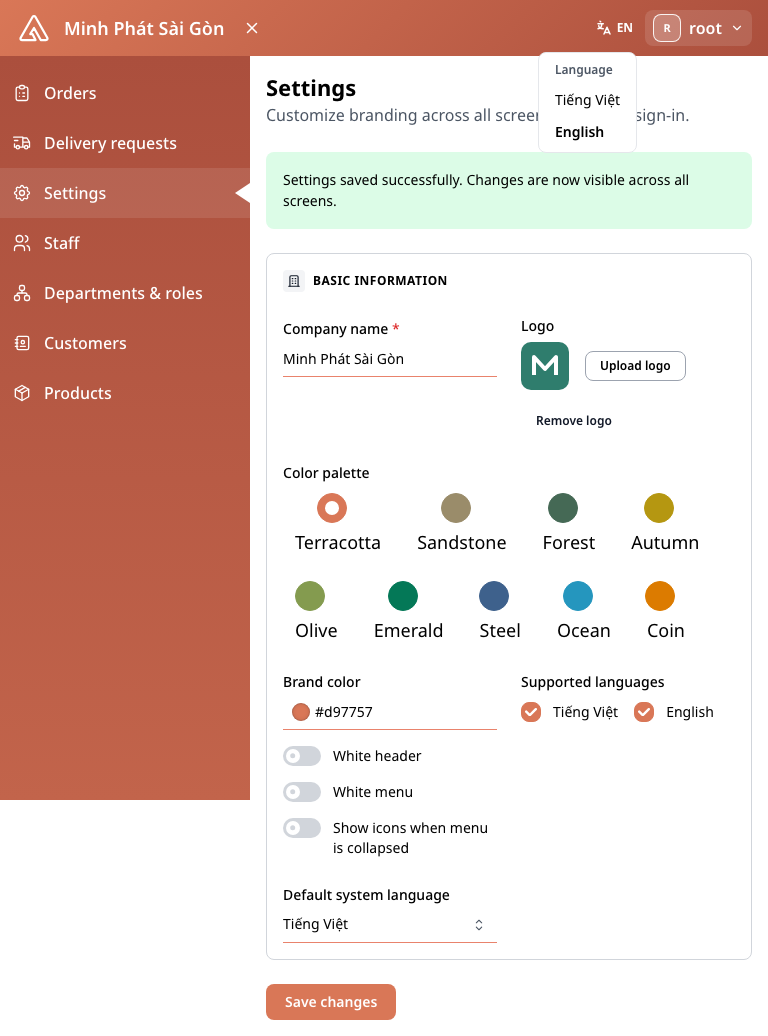 Minh Phát Sài Gòn
EN
R
root
Language
Tiếng Việt
English
Orders
Delivery requests
Settings
Staff
Departments & roles
Customers
Products
Settings
Customize branding across all screen
sign-in.
Settings saved successfully. Changes are now visible across all
screens.
BASIC INFORMATION
Company name *
Minh Phát Sài Gòn
Logo
Upload logo
Remove logo
Color palette
Terracotta
Sandstone
Forest
Autumn
Olive
Emerald
Steel
Ocean
Coin
Brand color
#d97757
Supported languages
Tiếng Việt
English
White header
White menu
Show icons when menu
is collapsed
Default system language
Tiếng Việt
Save changes